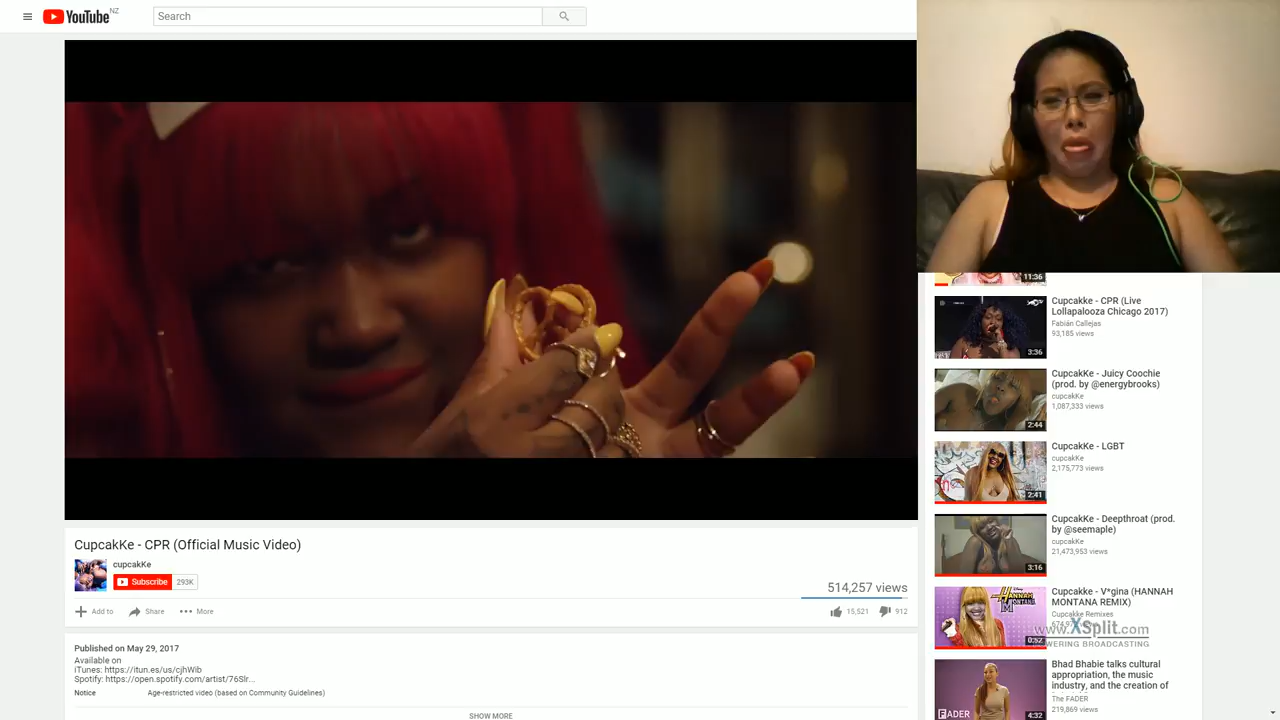 YouTube NZ
Search
CupcakKe - CPR (Official Music Video)
cupcakKe
Subscribe 293K
514,257 views
Add to Share More
15,521 912
Published on May 29, 2017
Available on
iTunes: https://itun.es/us/cjhWib
Spotify: https://open.spotify.com/artist/76Slr...
Notice Age-restricted video (based on Community Guidelines)
SHOW MORE
11:36
Cupcakke - CPR (Live
Lollapalooza Chicago 2017)
Fabián Callejas
93,185 views
3:36
CupcakKe - Juicy Coochie
(prod. by @energybrooks)
cupcakKe
1,087,333 views
2:44
CupcakKe - LGBT
cupcakKe
2,175,773 views
2:41
CupcakKe - Deepthroat (prod.
by @seemaple)
cupcakKe
21,473,953 views
3:16
Cupcakke - V*gina (HANNAH
MONTANA REMIX)
Cupcakke Remixes
HANNAH
MONTANA
0:52
www.XSplit.com
POWERING BROADCASTING
Bhad Bhabie talks cultural
appropriation, the music
industry, and the creation of
The FADER
219,869 views
FADER
4:32